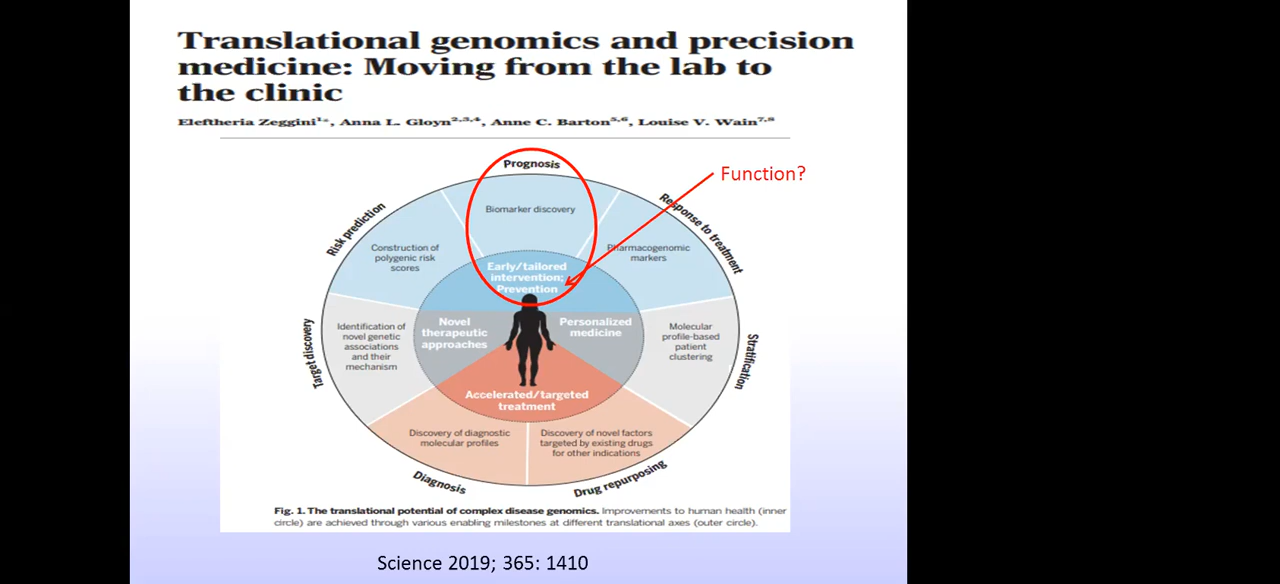 Translational genomics and precision
medicine: Moving from the lab to
the clinic
Eleftheria Zeggini¹*, Anna L. Gloyn²,³,⁴, Anne C. Barton⁵,⁶, Louise V. Wain⁷,⁸
Prognosis
Function?
Biomarker discovery
Risk prediction
Construction of
polygenic risk
scores
Response to treatment
Pharmacogenomic
markers
Early/tailored
intervention:
Prevention
Target discovery
Identification of
novel genetic
associations
and their
mechanism
Novel
therapeutic
approaches
Personalized
medicine
Molecular
profile-based
patient
clustering
Stratification
Accelerated/targeted
treatment
Discovery of diagnostic
molecular profiles
Discovery of novel factors
targeted by existing drugs
for other indications
Diagnosis
Drug repurposing
Fig. 1. The translational potential of complex disease genomics. Improvements to human health (inner
circle) are achieved through various enabling milestones at different translational axes (outer circle).
Science 2019; 365: 1410